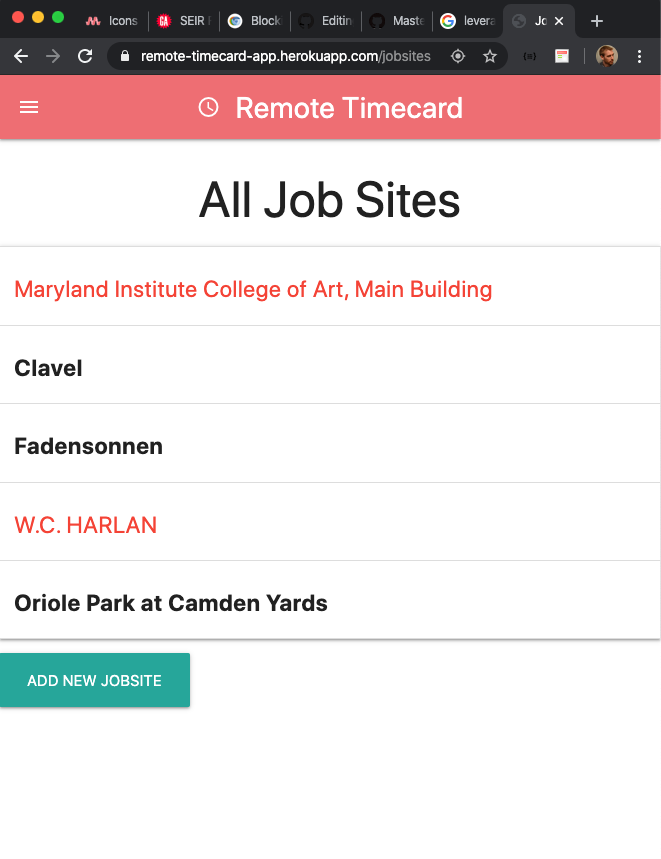 Icons
SEIR
Block
Editin
Maste
levera
Jo
remote-timecard-app.herokuapp.com/jobsites
Remote Timecard
All Job Sites
Maryland Institute College of Art, Main Building
Clavel
Fadensonnen
W.C. HARLAN
Oriole Park at Camden Yards
ADD NEW JOBSITE